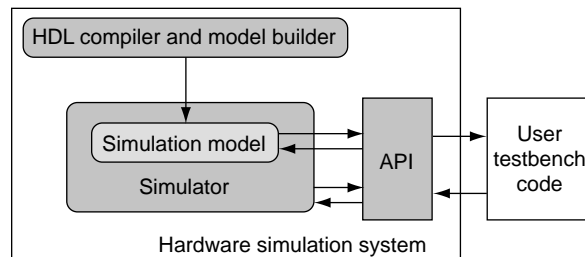 HDL compiler and model builder
Simulation model
Simulator
API
User
testbench
code
Hardware simulation system